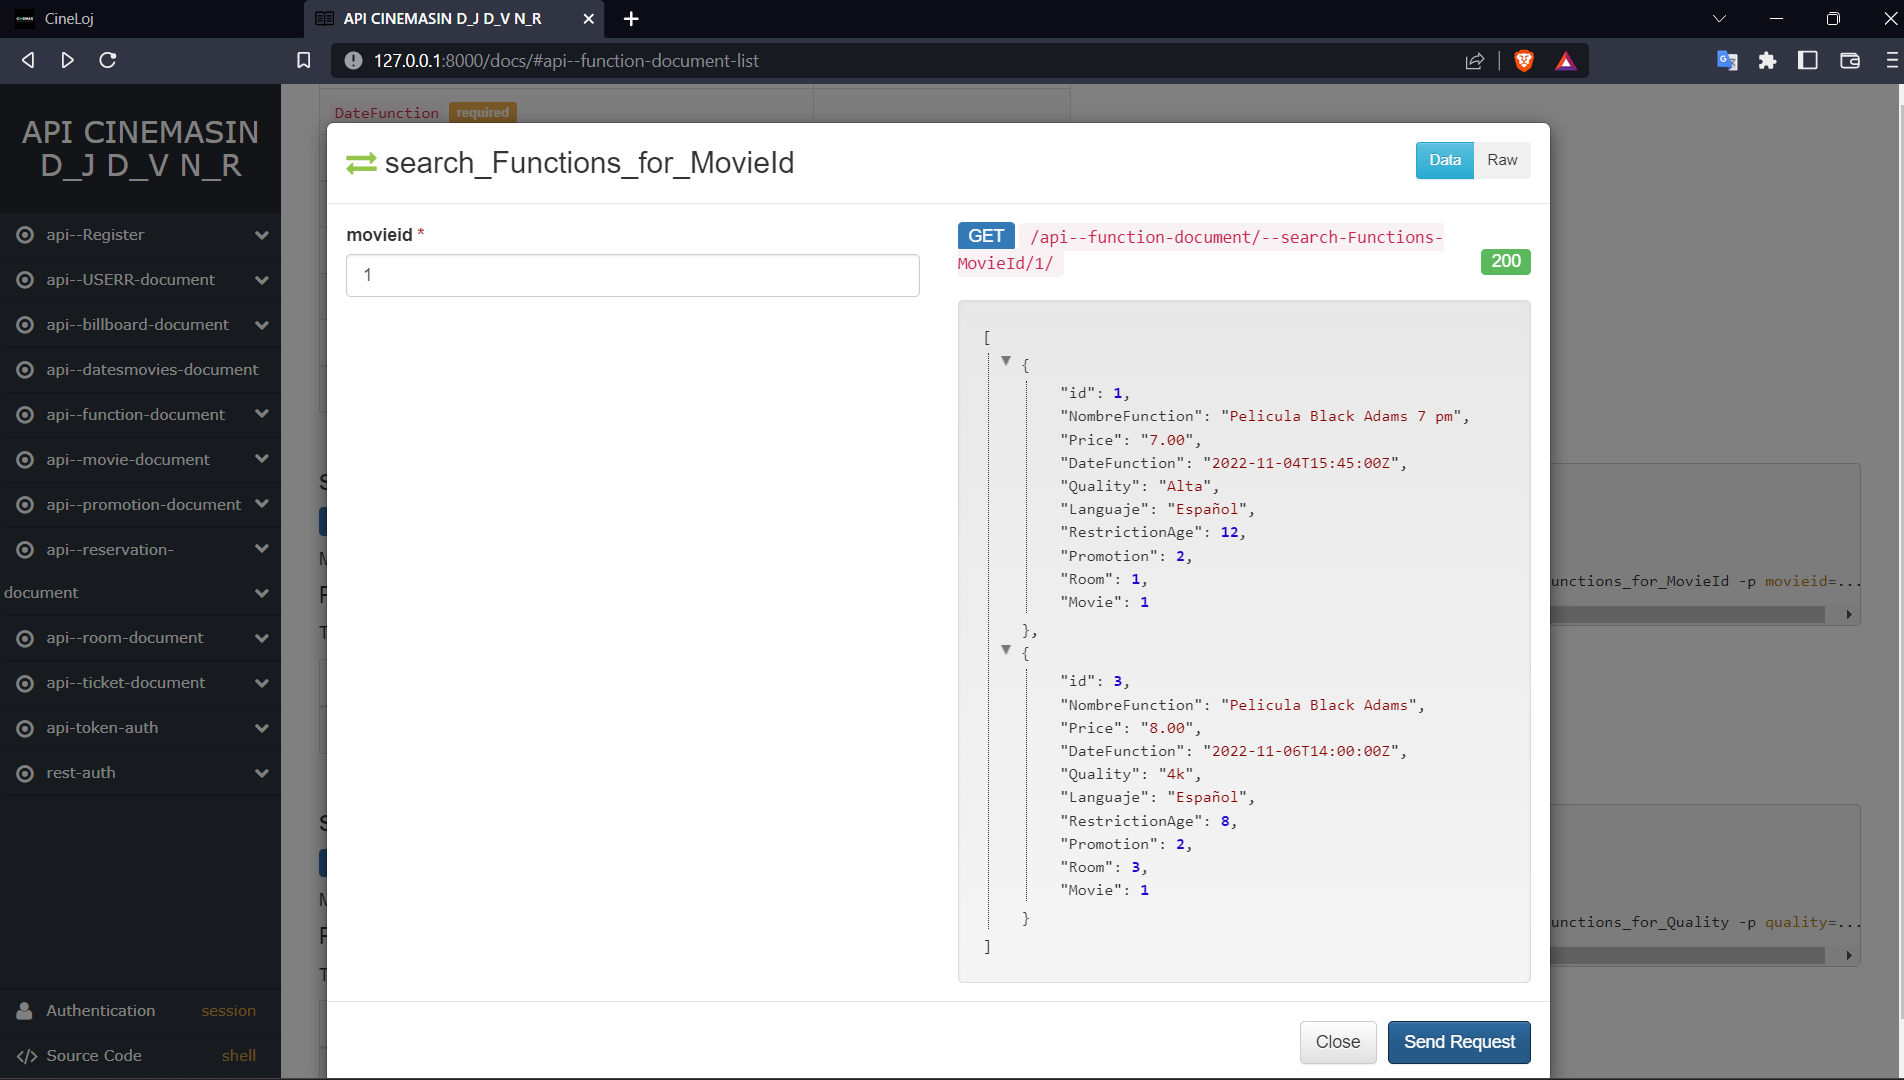 CineLoj
API CINEMASIN D_J D_V N_R
127.0.0.1:8000/docs/#api--function-document-list
API CINEMASIN
D_J D_V N_R
api--Register
api--USERR-document
api--billboard-document
api--datesmovies-document
api--function-document
api--movie-document
api--promotion-document
api--reservation-
document
api--room-document
api--ticket-document
api-token-auth
rest-auth
Authentication session
Source Code shell
DateFunction required
search_Functions_for_MovieId
Data Raw
movieid *
1
GET /api--function-document/--search-Functions-
MovieId/1/
200
[
{
"id": 1,
"NombreFunction": "Pelicula Black Adams 7 pm",
"Price": "7.00",
"DateFunction": "2022-11-04T15:45:00Z",
"Quality": "Alta",
"Languaje": "Español",
"RestrictionAge": 12,
"Promotion": 2,
"Room": 1,
"Movie": 1
},
{
"id": 3,
"NombreFunction": "Pelicula Black Adams",
"Price": "8.00",
"DateFunction": "2022-11-06T14:00:00Z",
"Quality": "4k",
"Languaje": "Español",
"RestrictionAge": 8,
"Promotion": 2,
"Room": 3,
"Movie": 1
}
]
Close Send Request
unctions_for_MovieId -p movieid=...
unctions_for_Quality -p quality=...